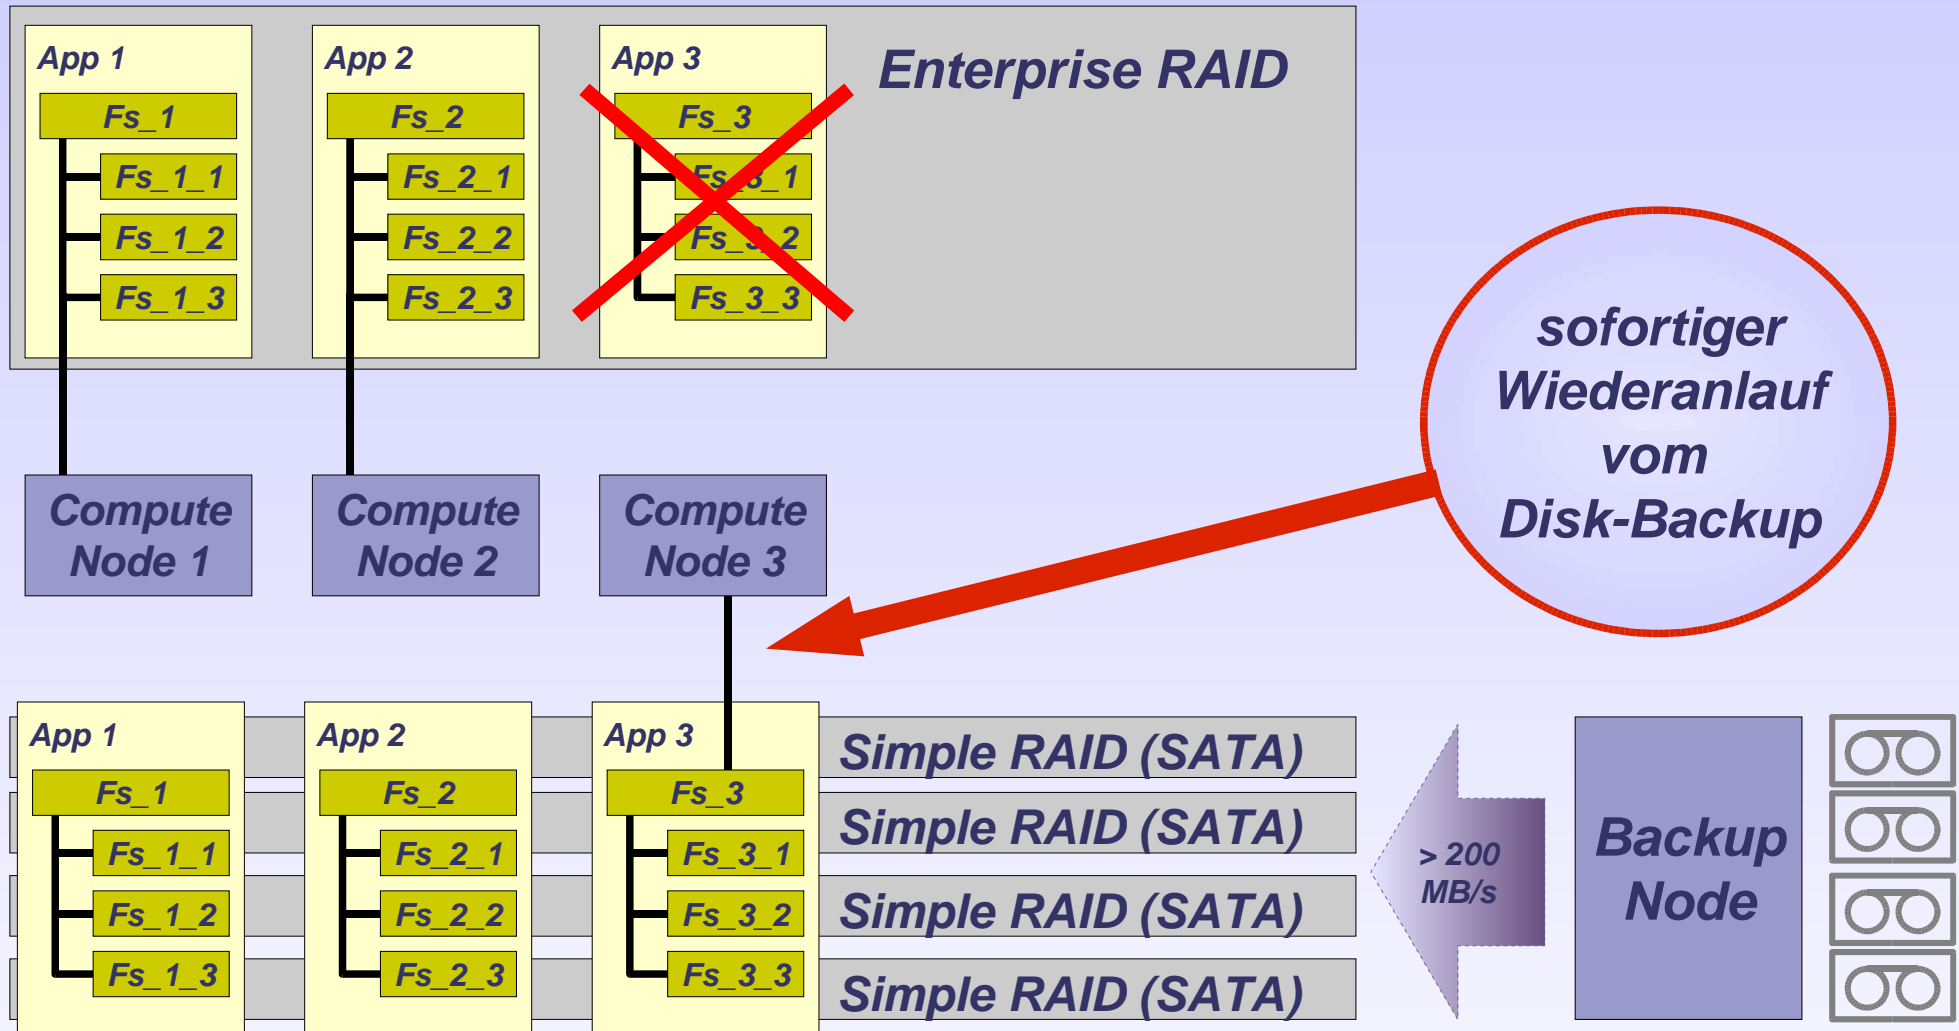 App 1
Fs_1
Fs_1_1
Fs_1_2
Fs_1_3
App 2
Fs_2
Fs_2_1
Fs_2_2
Fs_2_3
App 3
Fs_3
Fs_3_1
Fs_3_2
Fs_3_3
Enterprise RAID
Compute
Node 1
Compute
Node 2
Compute
Node 3
sofortiger
Wiederanlauf
vom
Disk-Backup
App 1
Fs_1
Fs_1_1
Fs_1_2
Fs_1_3
App 2
Fs_2
Fs_2_1
Fs_2_2
Fs_2_3
App 3
Fs_3
Fs_3_1
Fs_3_2
Fs_3_3
Simple RAID (SATA)
Simple RAID (SATA)
Simple RAID (SATA)
Simple RAID (SATA)
> 200
MB/s
Backup
Node